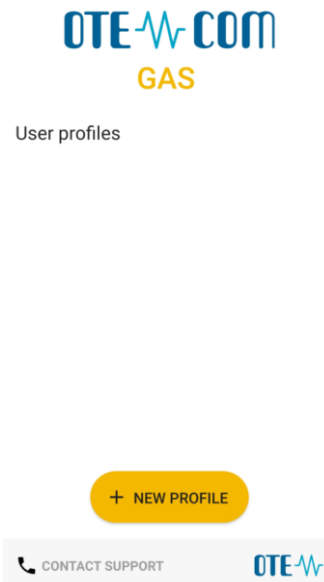 OTE COM
GAS
User profiles
+ NEW PROFILE
CONTACT SUPPORT
OTE